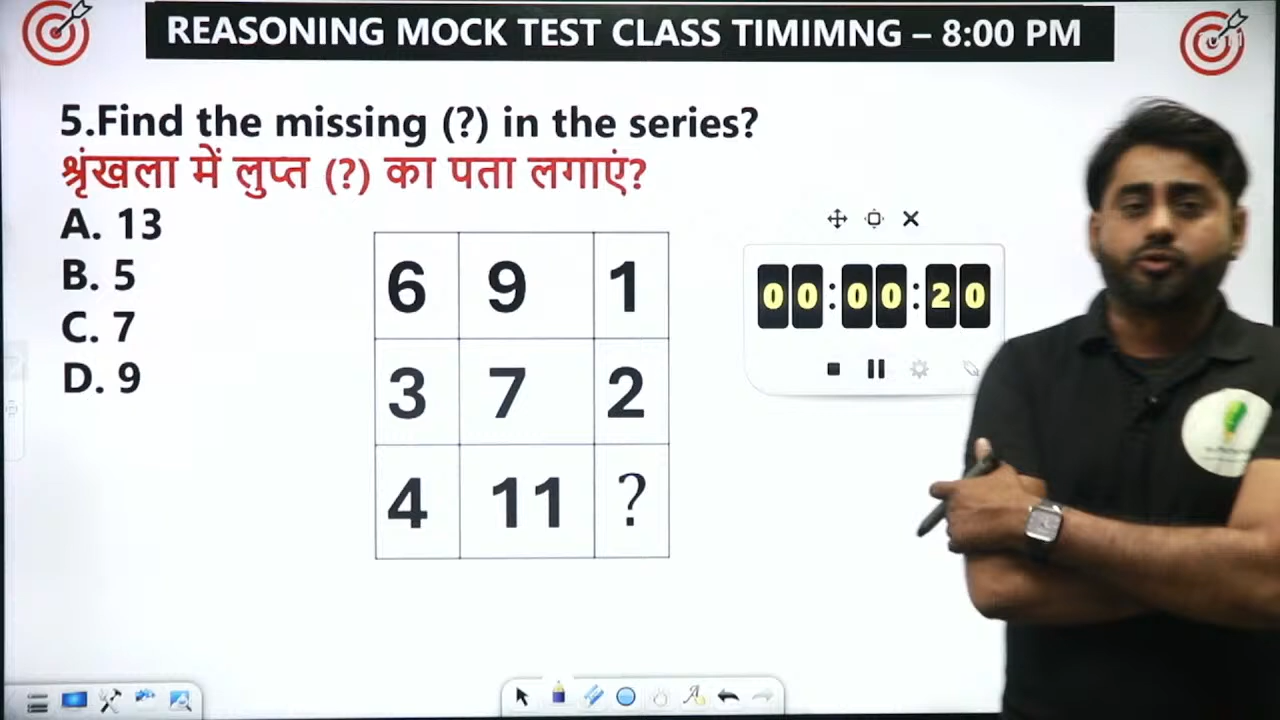 REASONING MOCK TEST CLASS TIMIMNG – 8:00 PM
5.Find the missing (?) in the series?
श्रृंखला में लुप्त (?) का पता लगाएं?
A. 13
B. 5
C. 7
D. 9
6 9 1
3 7 2
4 11 ?
00:00:20